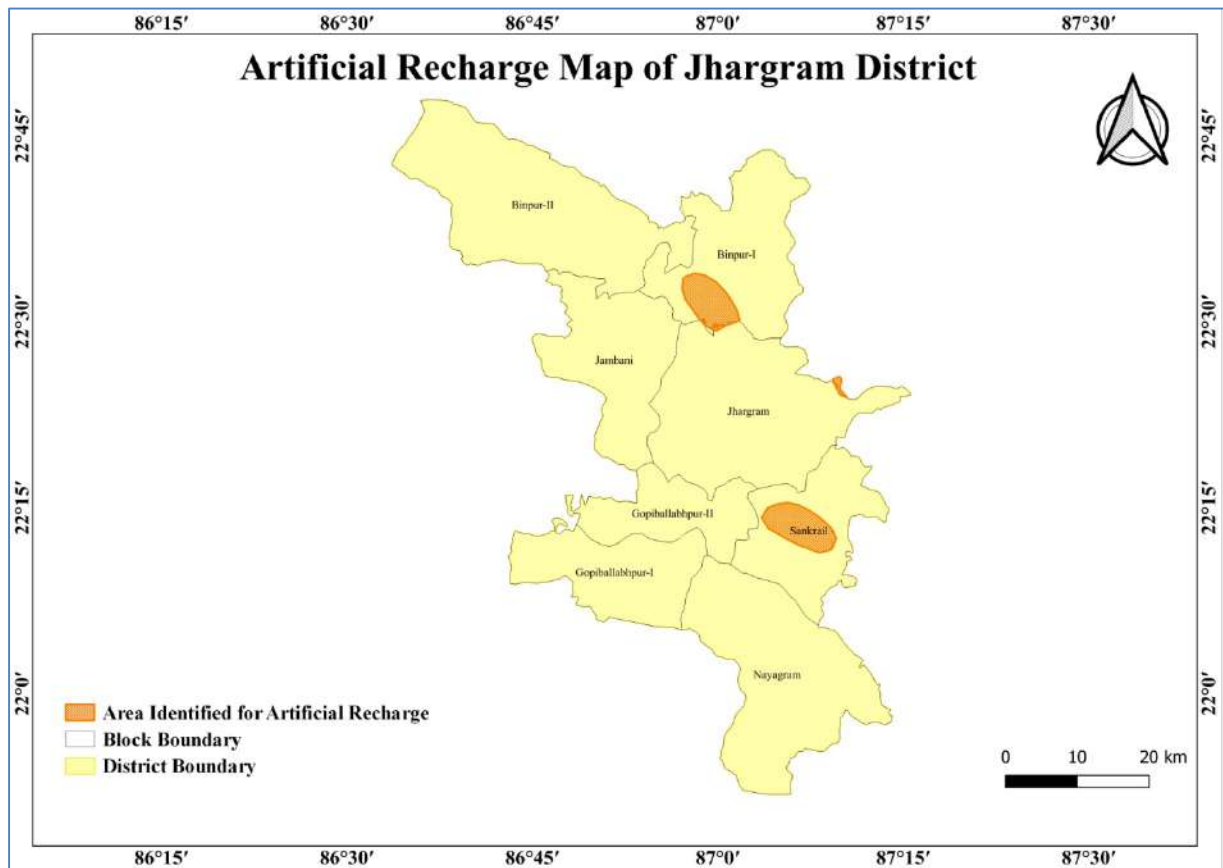 86°15′ 86°30′ 86°45′ 87°0′ 87°15′ 87°30′
Artificial Recharge Map of Jhargram District
22°45′ 22°45′
Binpur-II
Binpur-I
22°30′ 22°30′
Jambani
Jhargram
22°15′ 22°15′
Gopiballabhpur-II
Sankrail
Gopiballabhpur-I
Nayagram
22°0′ 22°0′
Area Identified for Artificial Recharge
Block Boundary
District Boundary
0 10 20 km
86°15′ 86°30′ 86°45′ 87°0′ 87°15′ 87°30′